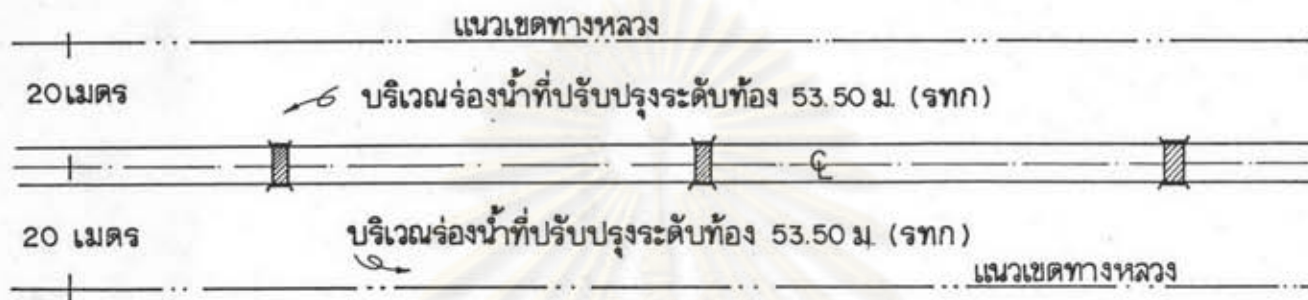 แนวเขตทางหลวง
20 เมตร
บริเวณร่องน้ำที่ปรับปรุงระดับท้อง 53.50 ม. (รทก)
℄
20 เมตร
บริเวณร่องน้ำที่ปรับปรุงระดับท้อง 53.50 ม. (รทก)
แนวเขตทางหลวง